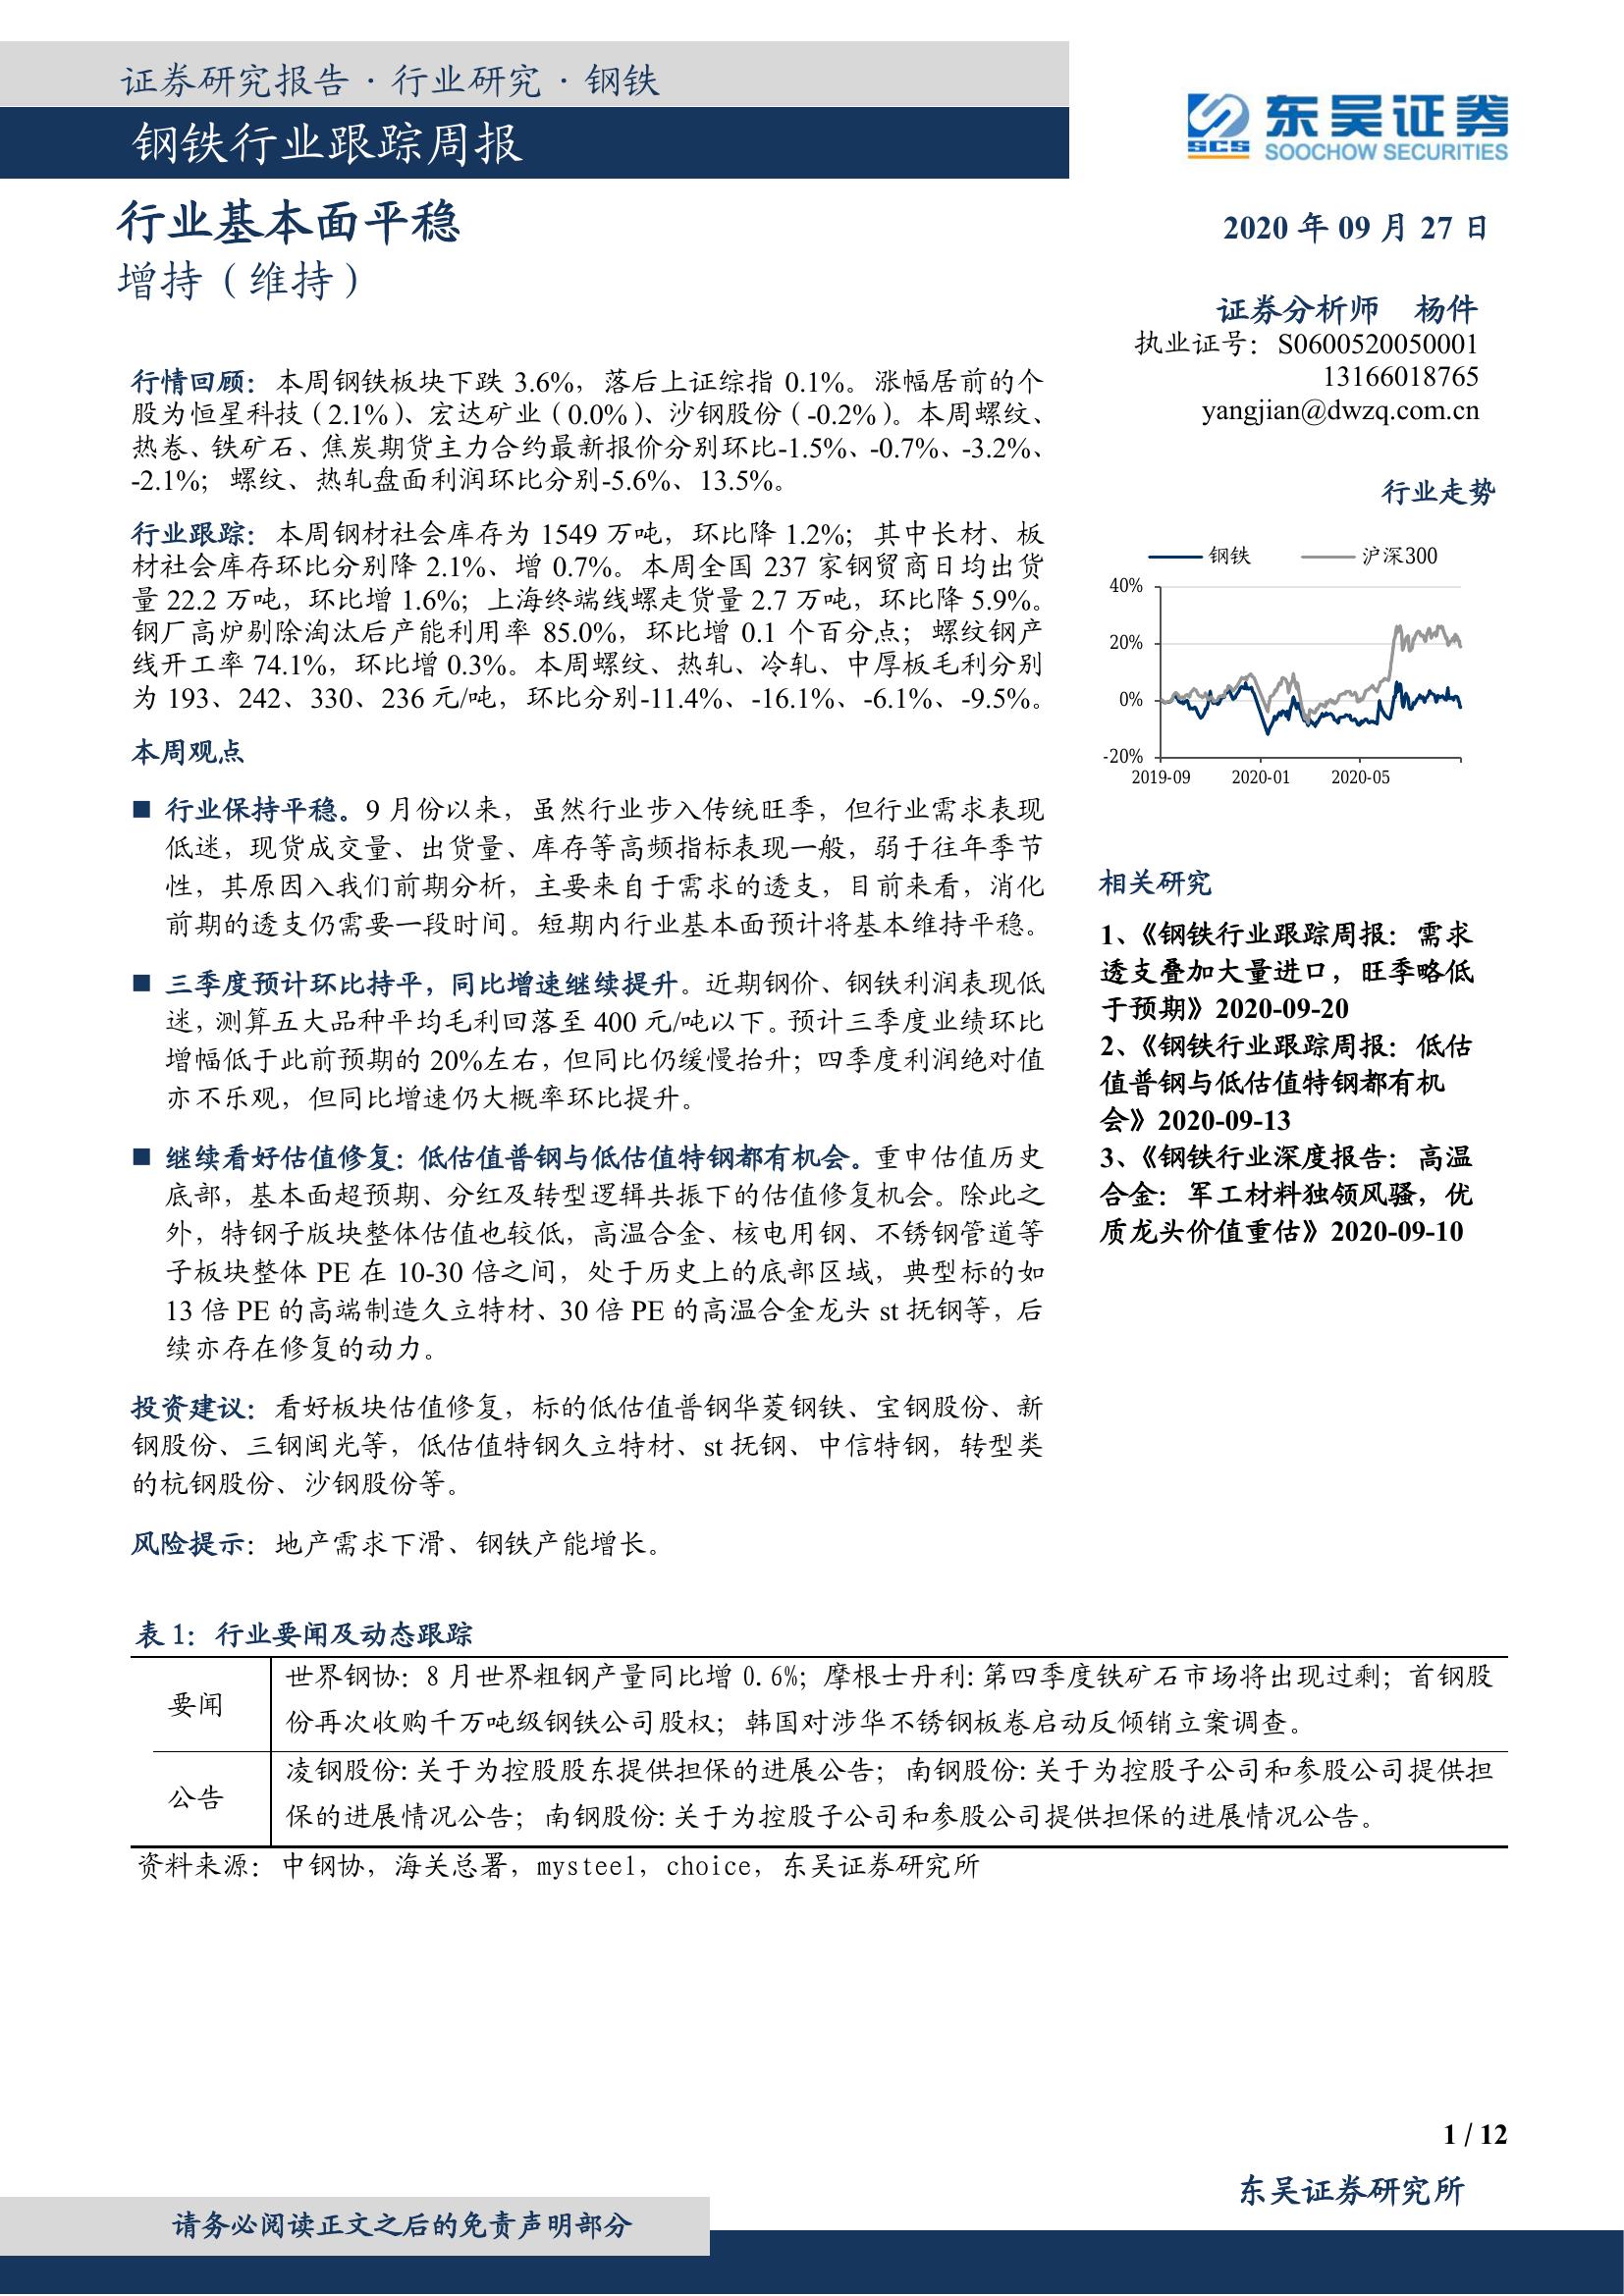 证券研究报告·行业研究·钢铁
钢铁行业跟踪周报
东吴证券
SCS
SOOCHOW SECURITIES
行业基本面平稳
增持（维持）
2020 年 09 月 27 日
证券分析师 杨件
执业证号：S0600520050001
13166018765
yangjian@dwzq.com.cn
行情回顾：本周钢铁板块下跌 3.6%，落后上证综指 0.1%。涨幅居前的个
股为恒星科技（2.1%）、宏达矿业（0.0%）、沙钢股份（-0.2%）。本周螺纹、
热卷、铁矿石、焦炭期货主力合约最新报价分别环比-1.5%、-0.7%、-3.2%、
-2.1%；螺纹、热轧盘面利润环比分别-5.6%、13.5%。
行业跟踪：本周钢材社会库存为 1549 万吨，环比降 1.2%；其中长材、板
材社会库存环比分别降 2.1%、增 0.7%。本周全国 237 家钢贸商日均出货
量 22.2 万吨，环比增 1.6%；上海终端线螺走货量 2.7 万吨，环比降 5.9%。
钢厂高炉剔除淘汰后产能利用率 85.0%，环比增 0.1 个百分点；螺纹钢产
线开工率 74.1%，环比增 0.3%。本周螺纹、热轧、冷轧、中厚板毛利分别
为 193、242、330、236 元/吨，环比分别-11.4%、-16.1%、-6.1%、-9.5%。
本周观点
■ 行业保持平稳。9 月份以来，虽然行业步入传统旺季，但行业需求表现
低迷，现货成交量、出货量、库存等高频指标表现一般，弱于往年季节
性，其原因入我们前期分析，主要来自于需求的透支，目前来看，消化
前期的透支仍需要一段时间。短期内行业基本面预计将基本维持平稳。
■ 三季度预计环比持平，同比增速继续提升。近期钢价、钢铁利润表现低
迷，测算五大品种平均毛利回落至 400 元/吨以下。预计三季度业绩环比
增幅低于此前预期的 20%左右，但同比仍缓慢抬升；四季度利润绝对值
亦不乐观，但同比增速仍大概率环比提升。
■ 继续看好估值修复：低估值普钢与低估值特钢都有机会。重申估值历史
底部，基本面超预期、分红及转型逻辑共振下的估值修复机会。除此之
外，特钢子版块整体估值也较低，高温合金、核电用钢、不锈钢管道等
子板块整体 PE 在 10-30 倍之间，处于历史上的底部区域，典型标的如
13 倍 PE 的高端制造久立特材、30 倍 PE 的高温合金龙头 st 抚钢等，后
续亦存在修复的动力。
投资建议：看好板块估值修复，标的低估值普钢华菱钢铁、宝钢股份、新
钢股份、三钢闽光等，低估值特钢久立特材、st 抚钢、中信特钢，转型类
的杭钢股份、沙钢股份等。
风险提示：地产需求下滑、钢铁产能增长。
行业走势
钢铁 沪深300
40%
20%
0%
-20%
2019-09 2020-01 2020-05
相关研究
1、《钢铁行业跟踪周报：需求
透支叠加大量进口，旺季略低
于预期》2020-09-20
2、《钢铁行业跟踪周报：低估
值普钢与低估值特钢都有机
会》2020-09-13
3、《钢铁行业深度报告：高温
合金：军工材料独领风骚，优
质龙头价值重估》2020-09-10
表 1：行业要闻及动态跟踪
要闻
世界钢协：8 月世界粗钢产量同比增 0.6%；摩根士丹利:第四季度铁矿石市场将出现过剩；首钢股
份再次收购千万吨级钢铁公司股权；韩国对涉华不锈钢板卷启动反倾销立案调查。
公告
凌钢股份:关于为控股股东提供担保的进展公告；南钢股份:关于为控股子公司和参股公司提供担
保的进展情况公告；南钢股份:关于为控股子公司和参股公司提供担保的进展情况公告。
资料来源：中钢协，海关总署，mysteel，choice，东吴证券研究所
1 / 12
东吴证券研究所
请务必阅读正文之后的免责声明部分